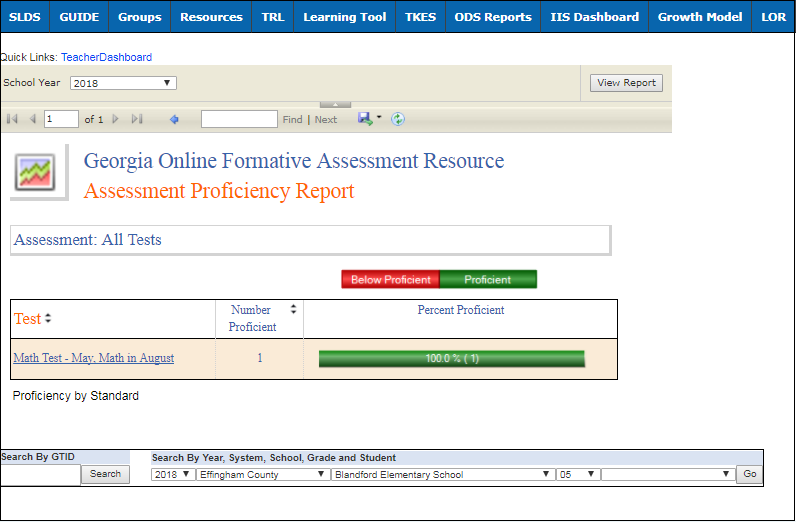 SLDS GUIDE Groups Resources TRL Learning Tool TKES ODS Reports IIS Dashboard Growth Model LOR
Quick Links: TeacherDashboard
School Year 2018 View Report
1 of 1 Find | Next
Georgia Online Formative Assessment Resource
Assessment Proficiency Report
Assessment: All Tests
Below Proficient Proficient
Test Number Proficient Percent Proficient
Math Test - May, Math in August 1 100.0 % ( 1)
Proficiency by Standard
Search By GTID Search By Year, System, School, Grade and Student
Search 2018 Effingham County Blandford Elementary School 05 Go